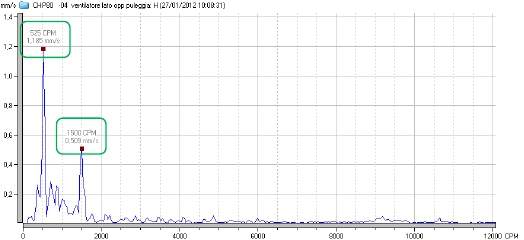 mm/s CHP80 -04 ventilatore lato opp puleggia: H (27/01/2012 10:08:31)
1,4
525 CPM
1,185 mm/s
1,2
1,0
0,8
1500 CPM
0,509 mm/s
0,6
0,4
0,2
0 2000 4000 6000 8000 10000 12000 CPM